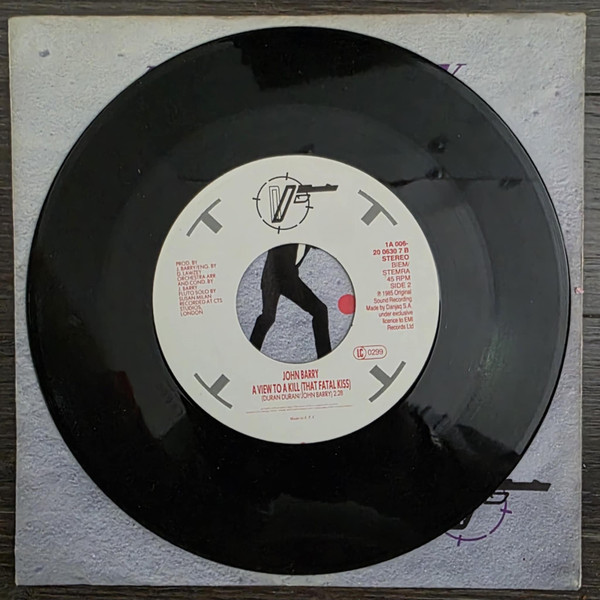 PROD. BY
J. BARRY/ENG. BY
D. LAWZEY
ORCHESTRA ARR.
AND COND. BY
J. BARRY
FLUTO SOLO BY
SUSAN MILAN
RECORDED AT CTS
STUDIOS,
LONDON
1A 006-
20 0630 7 B
STEREO
BIEM/
STEMRA
45 RPM
SIDE 2
℗ 1985 Original
Sound Recording
Made by Danjaq S.A.
under exclusive
licence to EMI
Records Ltd
LC 0299
JOHN BARRY
A VIEW TO A KILL (THAT FATAL KISS)
(DURAN DURAN/JOHN BARRY) 2:28